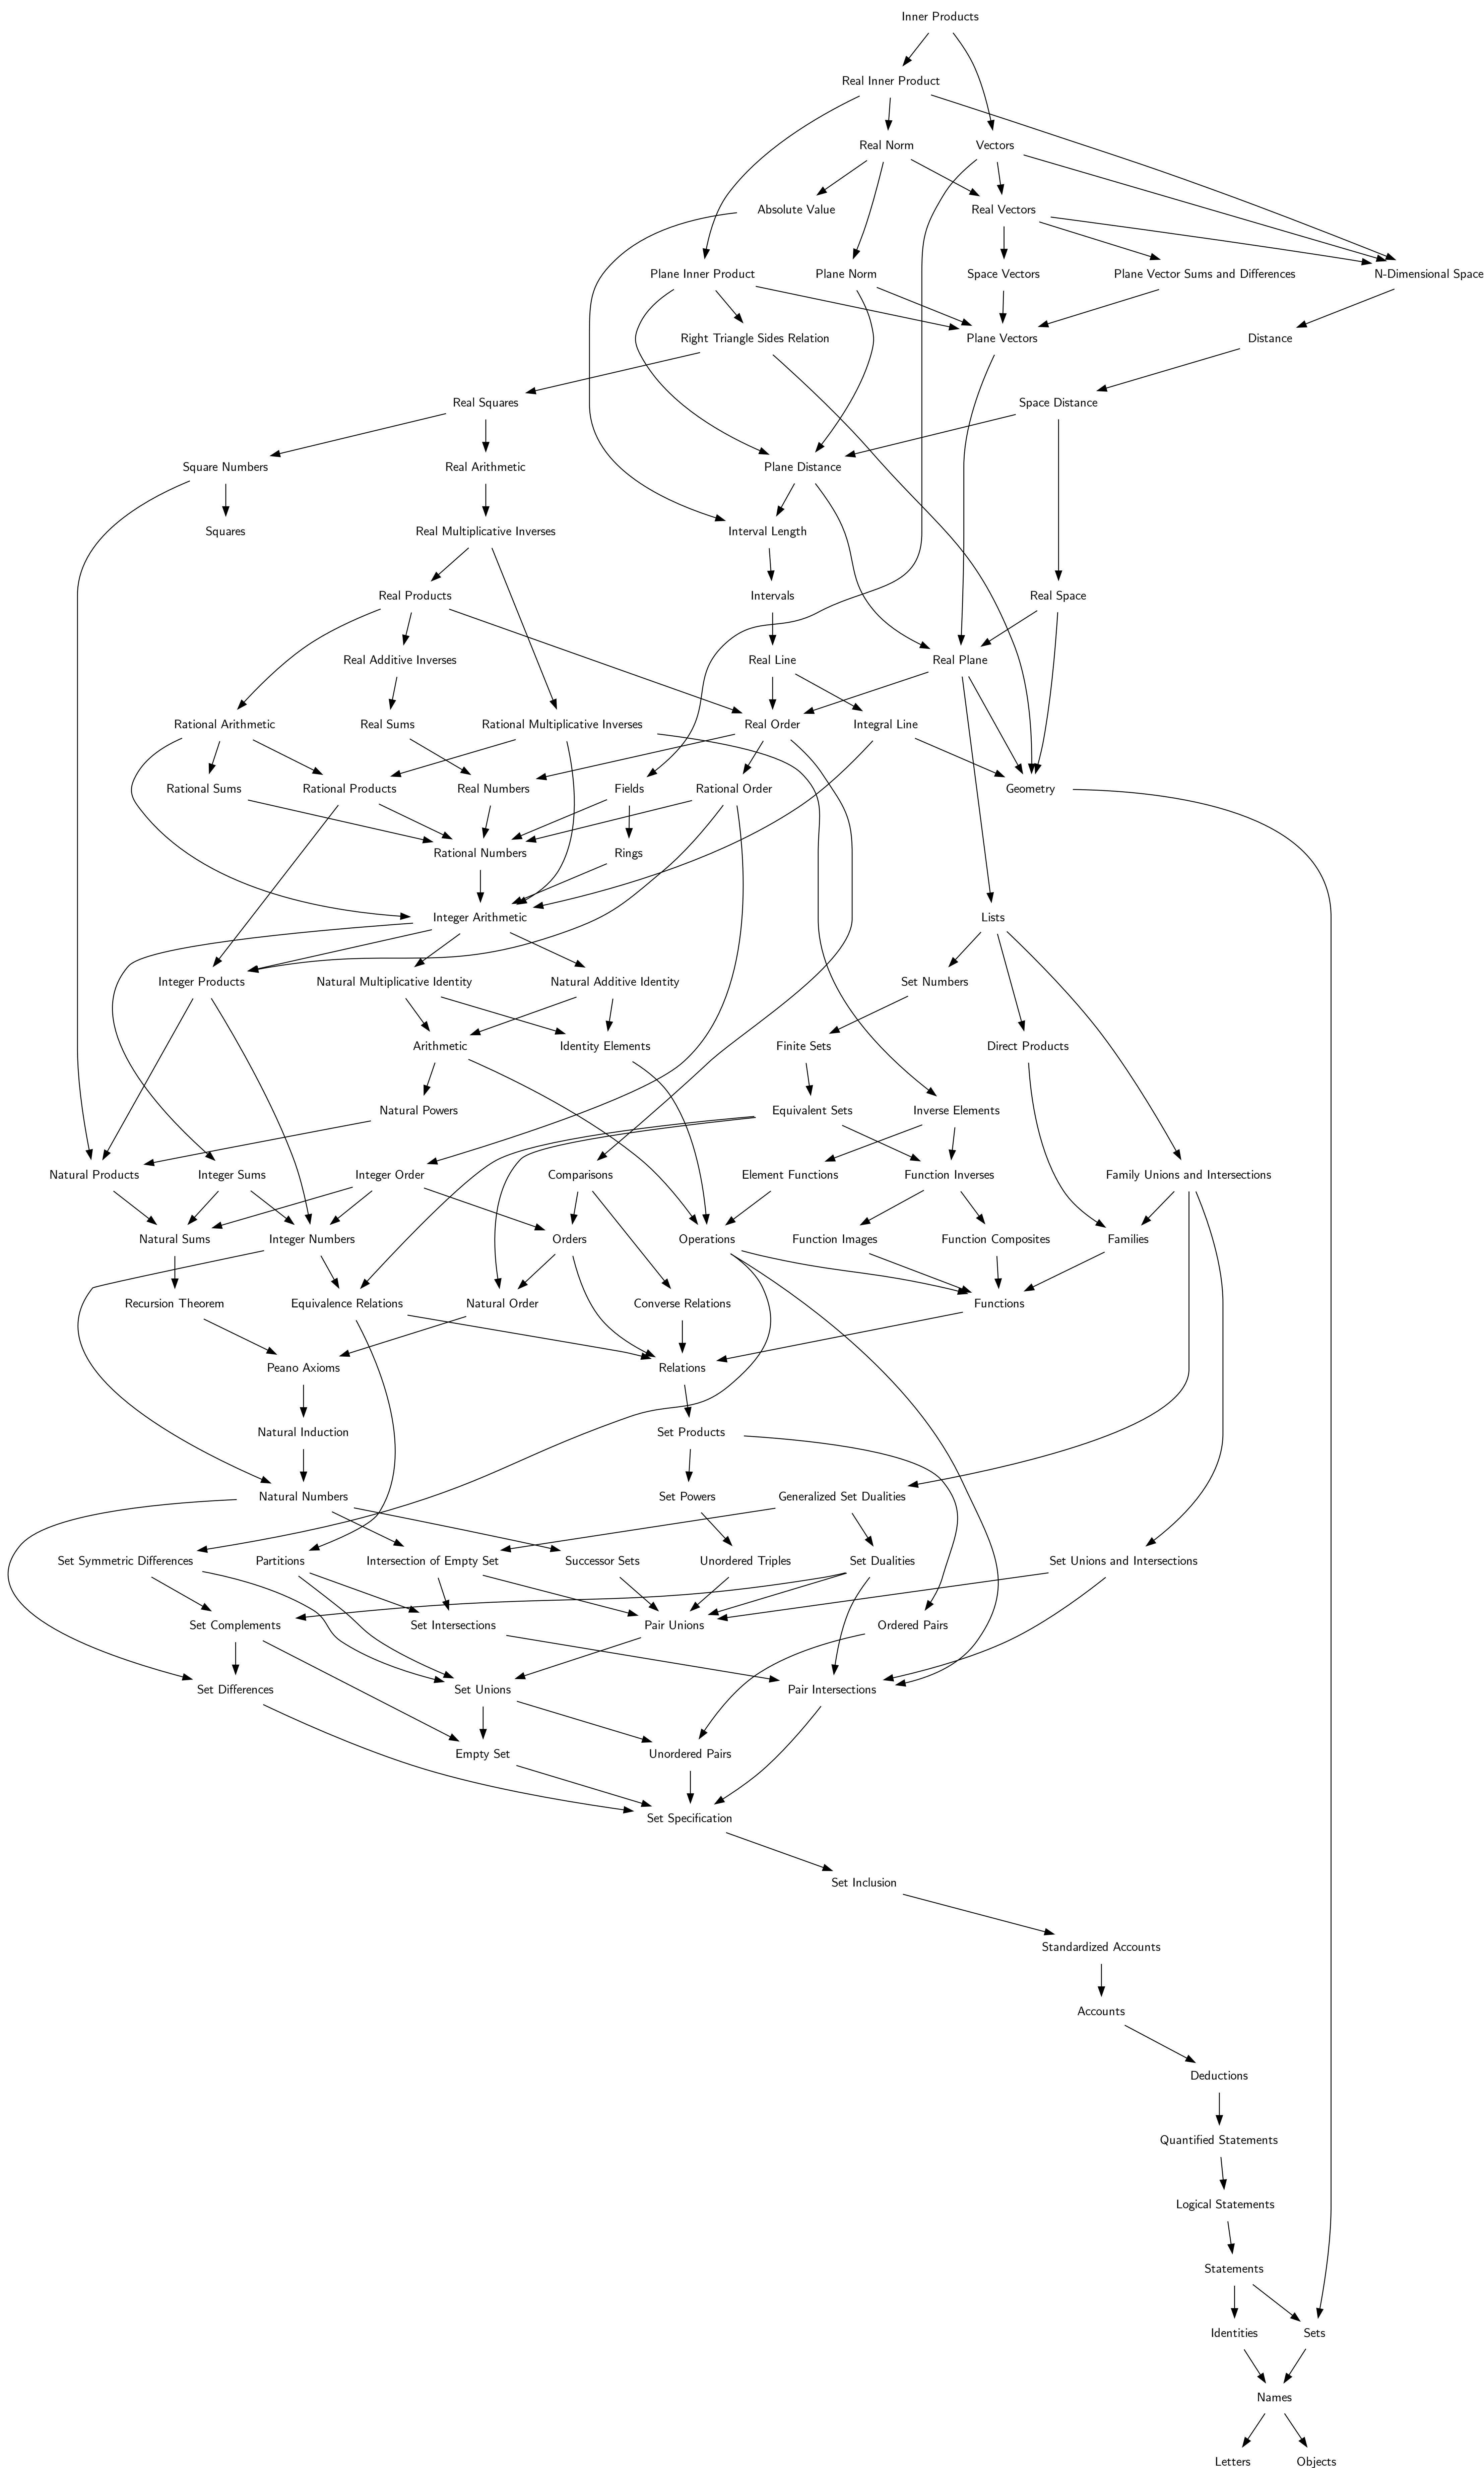 Inner Products
Real Inner Product
Real Norm
Vectors
Absolute Value
Real Vectors
Plane Inner Product
Plane Norm
Space Vectors
Plane Vector Sums and Differences
N-Dimensional Space
Right Triangle Sides Relation
Plane Vectors
Distance
Real Squares
Space Distance
Square Numbers
Real Arithmetic
Plane Distance
Squares
Real Multiplicative Inverses
Interval Length
Real Products
Intervals
Real Space
Real Additive Inverses
Real Line
Real Plane
Rational Arithmetic
Real Sums
Rational Multiplicative Inverses
Real Order
Integral Line
Rational Sums
Rational Products
Real Numbers
Fields
Rational Order
Geometry
Rational Numbers
Rings
Integer Arithmetic
Lists
Integer Products
Natural Multiplicative Identity
Natural Additive Identity
Set Numbers
Arithmetic
Identity Elements
Finite Sets
Direct Products
Natural Powers
Equivalent Sets
Inverse Elements
Natural Products
Integer Sums
Integer Order
Comparisons
Element Functions
Function Inverses
Family Unions and Intersections
Natural Sums
Integer Numbers
Orders
Operations
Function Images
Function Composites
Families
Recursion Theorem
Equivalence Relations
Natural Order
Converse Relations
Functions
Peano Axioms
Relations
Natural Induction
Set Products
Natural Numbers
Set Powers
Generalized Set Dualities
Set Symmetric Differences
Partitions
Intersection of Empty Set
Successor Sets
Unordered Triples
Set Dualities
Set Unions and Intersections
Set Complements
Set Intersections
Pair Unions
Ordered Pairs
Set Differences
Set Unions
Pair Intersections
Empty Set
Unordered Pairs
Set Specification
Set Inclusion
Standardized Accounts
Accounts
Deductions
Quantified Statements
Logical Statements
Statements
Identities
Sets
Names
Letters
Objects